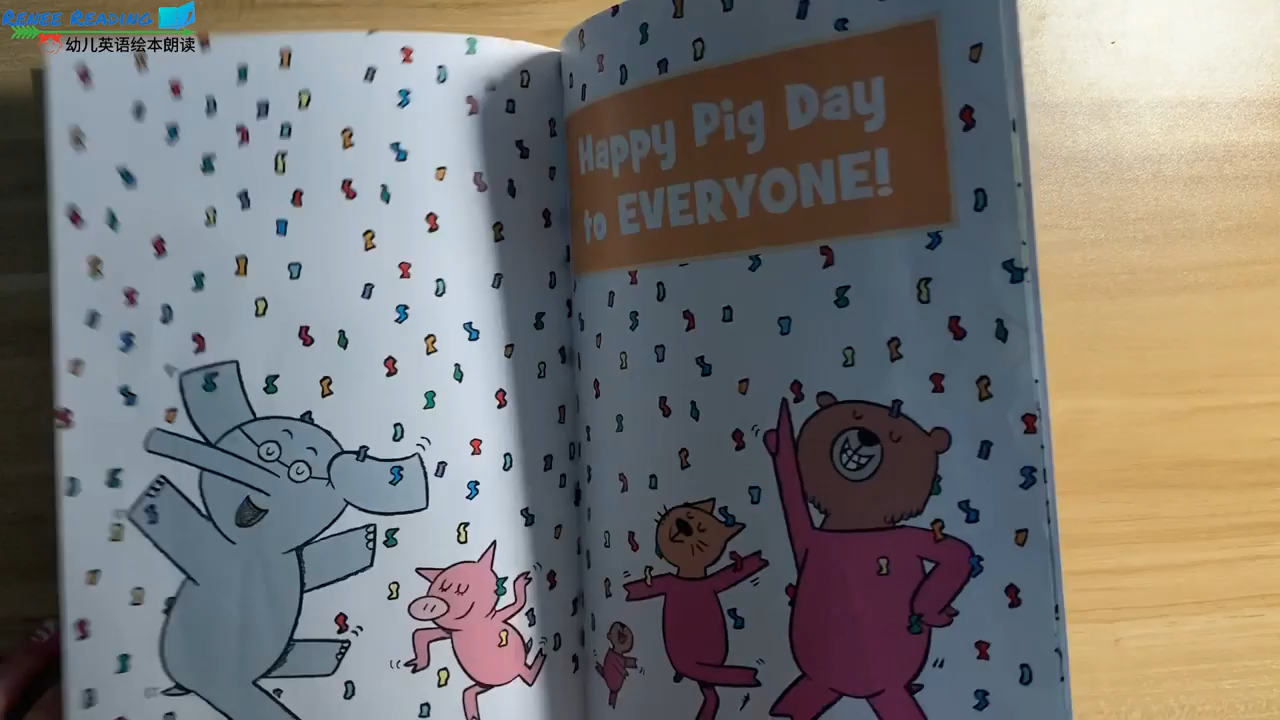 RENEE READING
幼儿英语绘本朗读
Happy Pig Day
to EVERYONE!